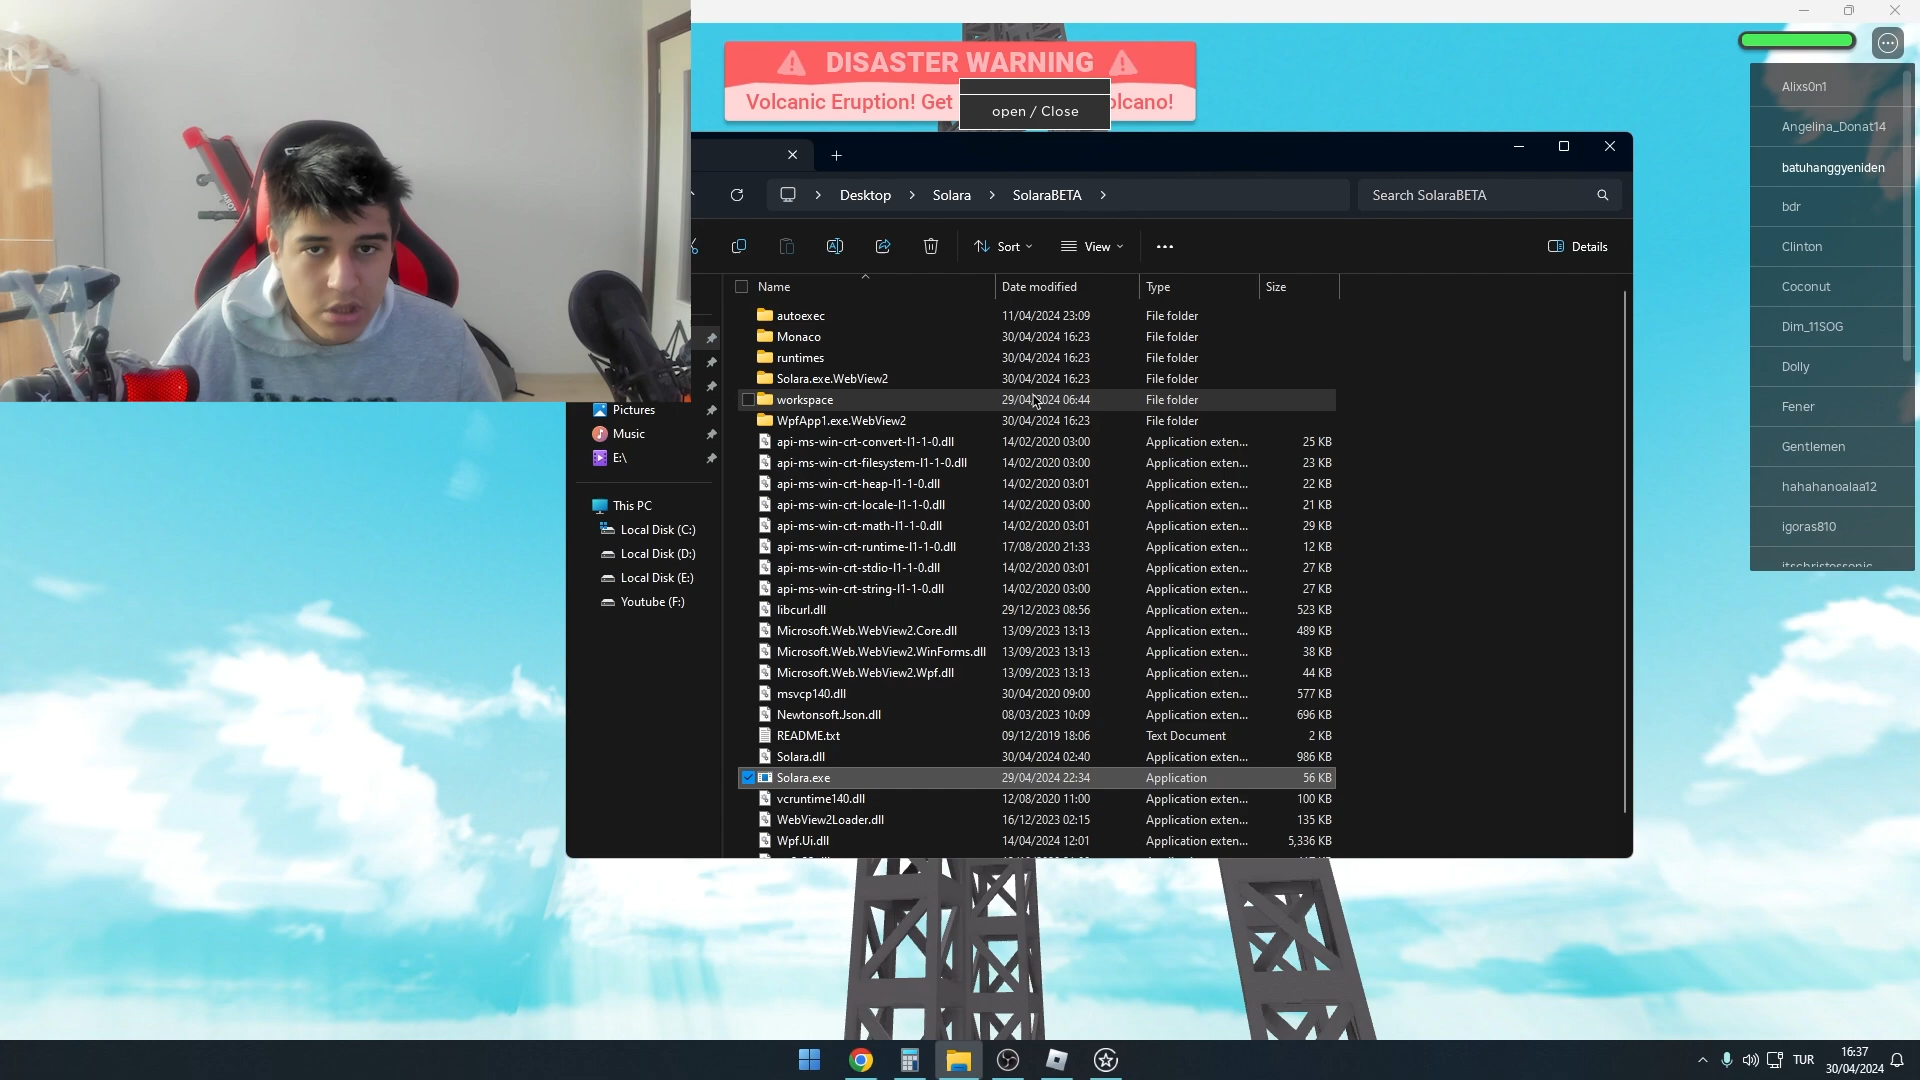 DISASTER WARNING
Volcanic Eruption! Get
olcano!
open / Close
Desktop
Solara
SolaraBETA
Search SolaraBETA
Sort
View
Details
Name
Date modified
Type
Size
autoexec 11/04/2024 23:09 File folder
Monaco 30/04/2024 16:23 File folder
runtimes 30/04/2024 16:23 File folder
Solara.exe.WebView2 30/04/2024 16:23 File folder
workspace 29/04/2024 06:44 File folder
WpfApp1.exe.WebView2 30/04/2024 16:23 File folder
api-ms-win-crt-convert-l1-1-0.dll 14/02/2020 03:00 Application exten... 25 KB
api-ms-win-crt-filesystem-l1-1-0.dll 14/02/2020 03:00 Application exten... 23 KB
api-ms-win-crt-heap-l1-1-0.dll 14/02/2020 03:01 Application exten... 22 KB
api-ms-win-crt-locale-l1-1-0.dll 14/02/2020 03:00 Application exten... 21 KB
api-ms-win-crt-math-l1-1-0.dll 14/02/2020 03:01 Application exten... 29 KB
api-ms-win-crt-runtime-l1-1-0.dll 17/08/2020 21:33 Application exten... 12 KB
api-ms-win-crt-stdio-l1-1-0.dll 14/02/2020 03:01 Application exten... 27 KB
api-ms-win-crt-string-l1-1-0.dll 14/02/2020 03:00 Application exten... 27 KB
libcurl.dll 29/12/2023 08:56 Application exten... 523 KB
Microsoft.Web.WebView2.Core.dll 13/09/2023 13:13 Application exten... 489 KB
Microsoft.Web.WebView2.WinForms.dll 13/09/2023 13:13 Application exten... 38 KB
Microsoft.Web.WebView2.Wpf.dll 13/09/2023 13:13 Application exten... 44 KB
msvcp140.dll 30/04/2020 09:00 Application exten... 577 KB
Newtonsoft.Json.dll 08/03/2023 10:09 Application exten... 696 KB
README.txt 09/12/2019 18:06 Text Document 2 KB
Solara.dll 30/04/2024 02:40 Application exten... 986 KB
Solara.exe 29/04/2024 22:34 Application 56 KB
vcruntime140.dll 12/08/2020 11:00 Application exten... 100 KB
WebView2Loader.dll 16/12/2023 02:15 Application exten... 135 KB
Wpf.Ui.dll 14/04/2024 12:01 Application exten... 5,336 KB
Pictures
Music
E:\
This PC
Local Disk (C:)
Local Disk (D:)
Local Disk (E:)
Youtube (F:)
Alixs0n1
Angelina_Donat14
batuhanggyeniden
bdr
Clinton
Coconut
Dim_11SOG
Dolly
Fener
Gentlemen
hahahanoalaa12
igoras810
TUR
16:37
30/04/2024